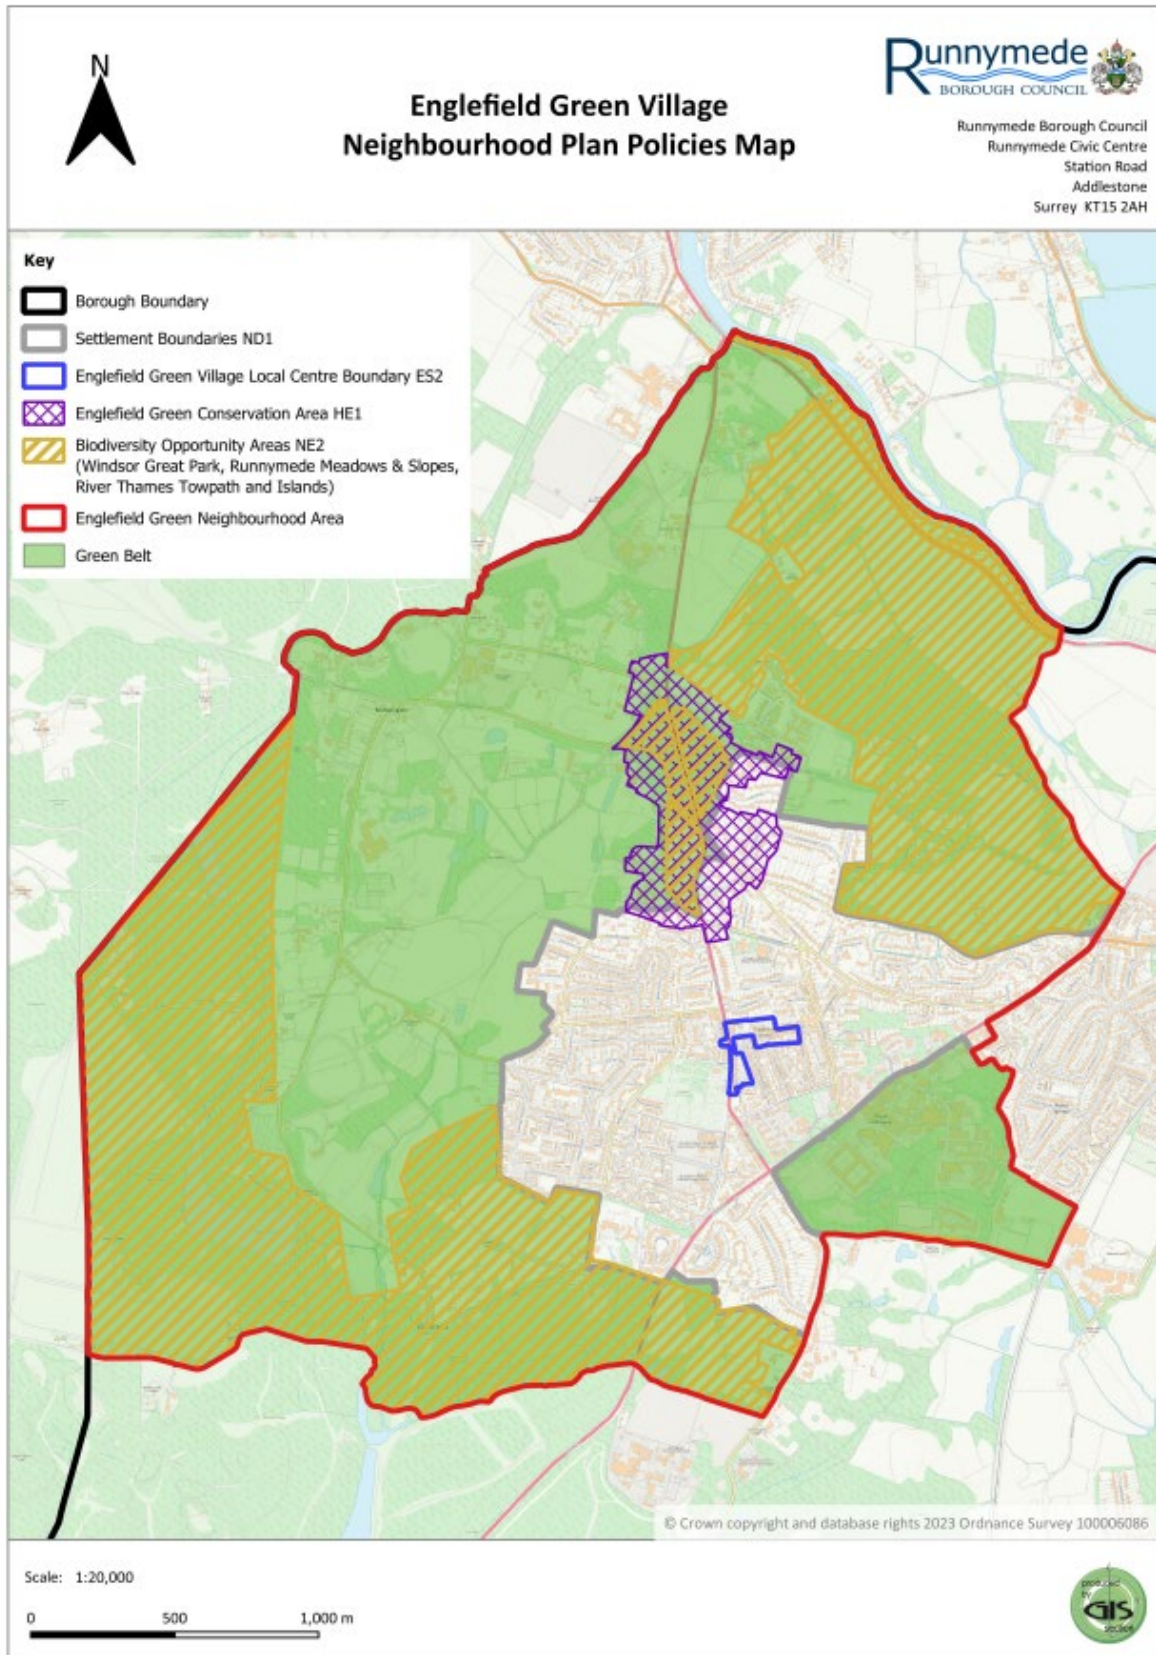 N
Englefield Green Village
Neighbourhood Plan Policies Map
Runnymede
BOROUGH COUNCIL
Runnymede Borough Council
Runnymede Civic Centre
Station Road
Addlestone
Surrey KT15 2AH
Key
Borough Boundary
Settlement Boundaries ND1
Englefield Green Village Local Centre Boundary ES2
Englefield Green Conservation Area HE1
Biodiversity Opportunity Areas NE2
(Windsor Great Park, Runnymede Meadows & Slopes,
River Thames Towpath and Islands)
Englefield Green Neighbourhood Area
Green Belt
© Crown copyright and database rights 2023 Ordnance Survey 100006086
Scale: 1:20,000
0 500 1,000 m
produced
by
GIS
section